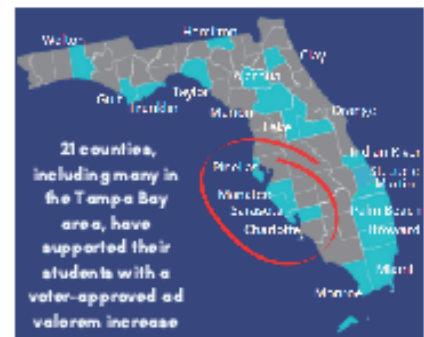 Walton
Hamilton
Clay
Alachua
Gulf
Franklin
Taylor
Marion
Orange
Lake
21 counties,
including many in
the Tampa Bay
area, have
supported their
students with a
voter-approved ad
valorem increase
Pinellas
Manatee
Sarasota
Charlotte
Indian River
St. Lucie
Martin
Palm Beach
Broward
Miami
Monroe